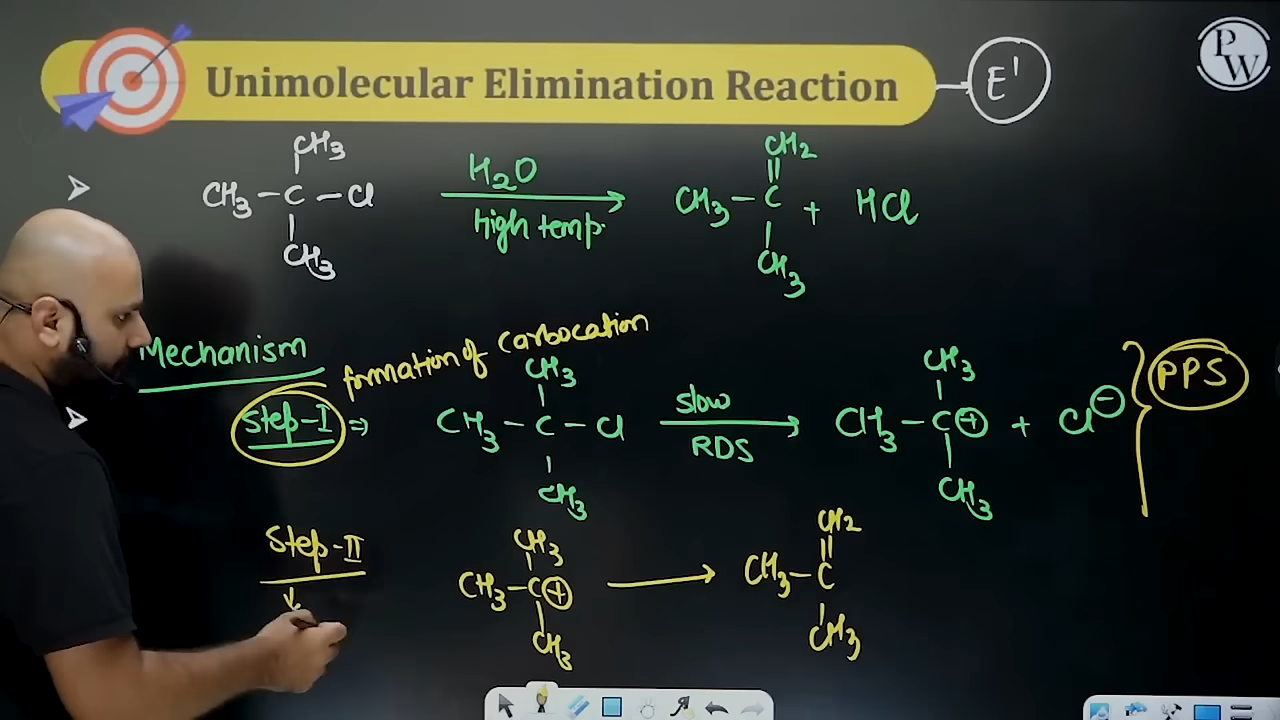 Unimolecular Elimination Reaction
E'
PW
CH3
CH3 - C - Cl
CH3
H2O
High temp.
CH2
CH3 - C + HCl
CH3
Mechanism
formation of carbocation
Step-I ⇒
CH3
CH3 - C - Cl
CH3
slow
RDS
CH3
CH3 - C ⊕ + Cl⊖
CH3
PPS
Step-II
CH3
CH3 - C ⊕
CH3
CH2
CH3 - C
CH3